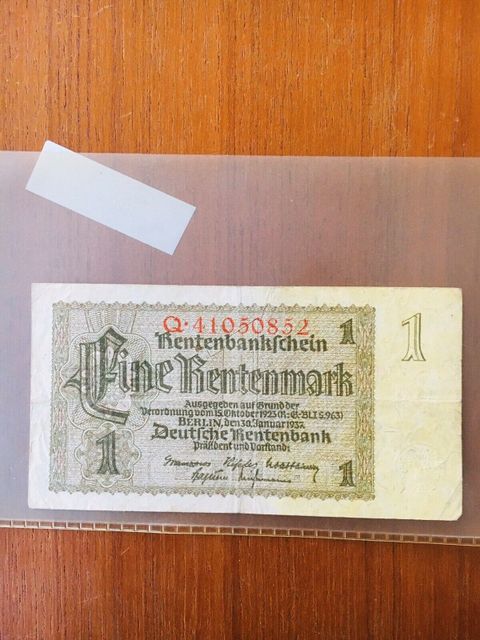 Q·41050852
Rentenbankschein
1
1
Eine Rentenmark
Ausgegeben auf Grund der
Verordnung vom 15. Oktober 1923 (R.-G.-Bl. I S. 963)
BERLIN, den 30. Januar 1937
Deutsche Rentenbank
Präsident und Vorstand:
1
1